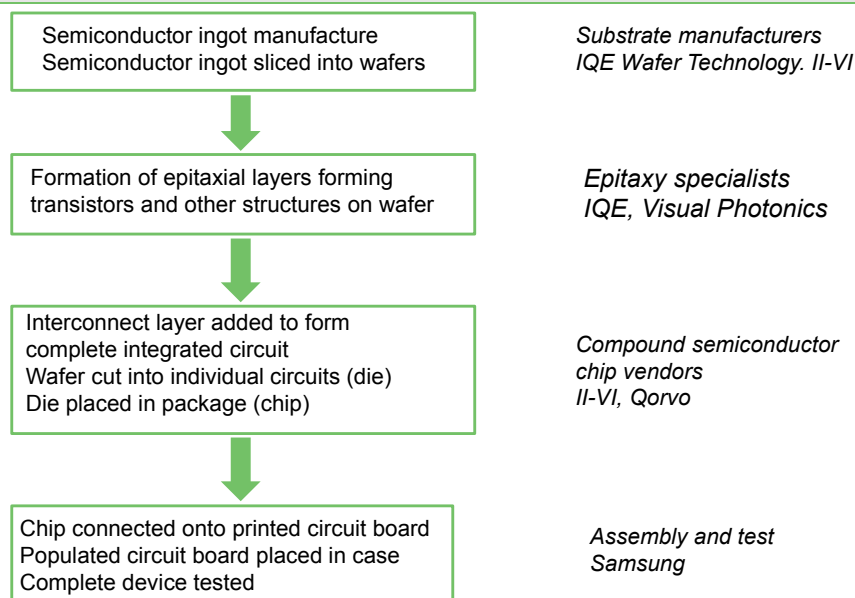 Semiconductor ingot manufacture
Semiconductor ingot sliced into wafers
Substrate manufacturers
IQE Wafer Technology. II-VI
Formation of epitaxial layers forming
transistors and other structures on wafer
Epitaxy specialists
IQE, Visual Photonics
Interconnect layer added to form
complete integrated circuit
Wafer cut into individual circuits (die)
Die placed in package (chip)
Compound semiconductor
chip vendors
II-VI, Qorvo
Chip connected onto printed circuit board
Populated circuit board placed in case
Complete device tested
Assembly and test
Samsung